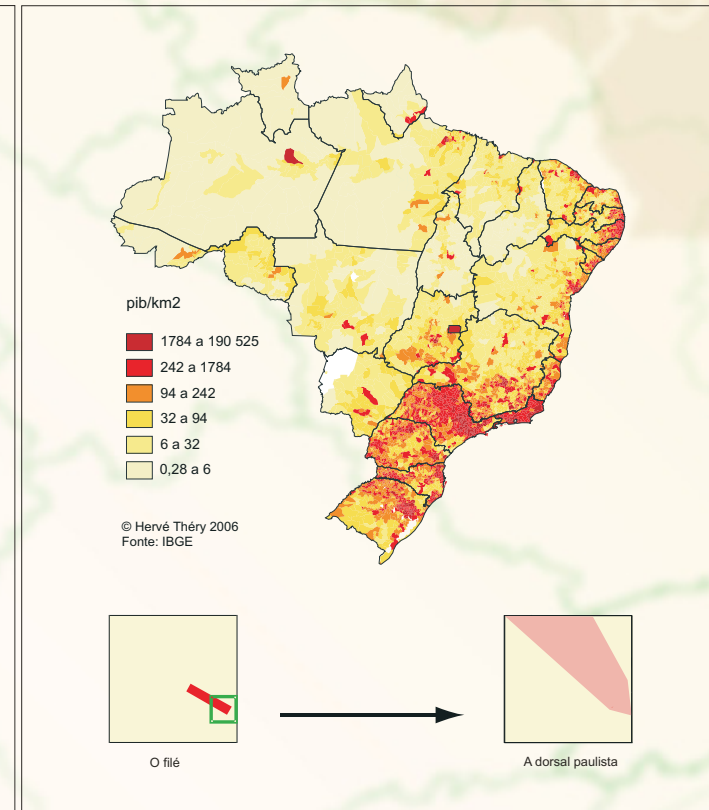 pib/km2
1784 a 190 525
242 a 1784
94 a 242
32 a 94
6 a 32
0,28 a 6
© Hervé Théry 2006
Fonte: IBGE
O filé
A dorsal paulista